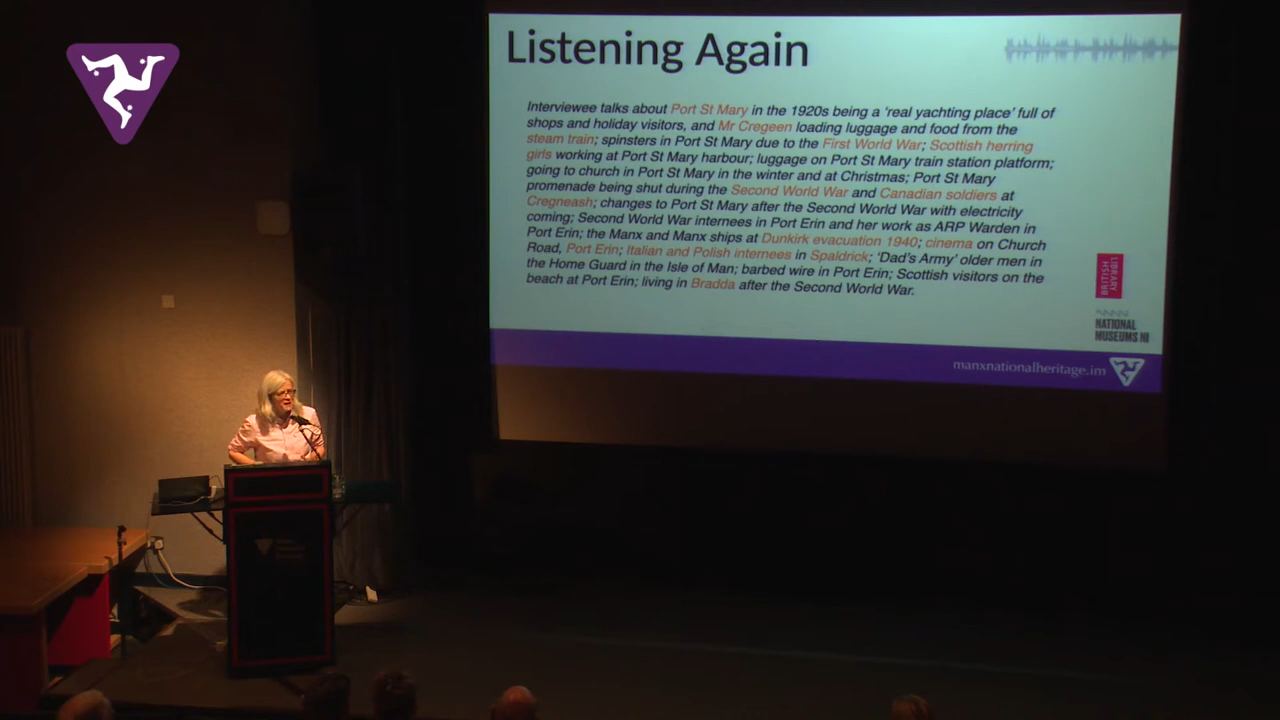 Listening Again
Interviewee talks about Port St Mary in the 1920s being a ‘real yachting place’ full of
shops and holiday visitors, and Mr Cregeen loading luggage and food from the
steam train; spinsters in Port St Mary due to the First World War; Scottish herring
girls working at Port St Mary harbour; luggage on Port St Mary train station platform;
going to church in Port St Mary in the winter and at Christmas; Port St Mary
promenade being shut during the Second World War and Canadian soldiers at
Cregneash; changes to Port St Mary after the Second World War with electricity
coming; Second World War internees in Port Erin and her work as ARP Warden in
Port Erin; the Manx and Manx ships at Dunkirk evacuation 1940; cinema on Church
Road, Port Erin; Italian and Polish internees in Spaldrick; ‘Dad’s Army’ older men in
the Home Guard in the Isle of Man; barbed wire in Port Erin; Scottish visitors on the
beach at Port Erin; living in Bradda after the Second World War.
BRITISH
LIBRARY
NATIONAL
MUSEUMS NI
manxnationalheritage.im